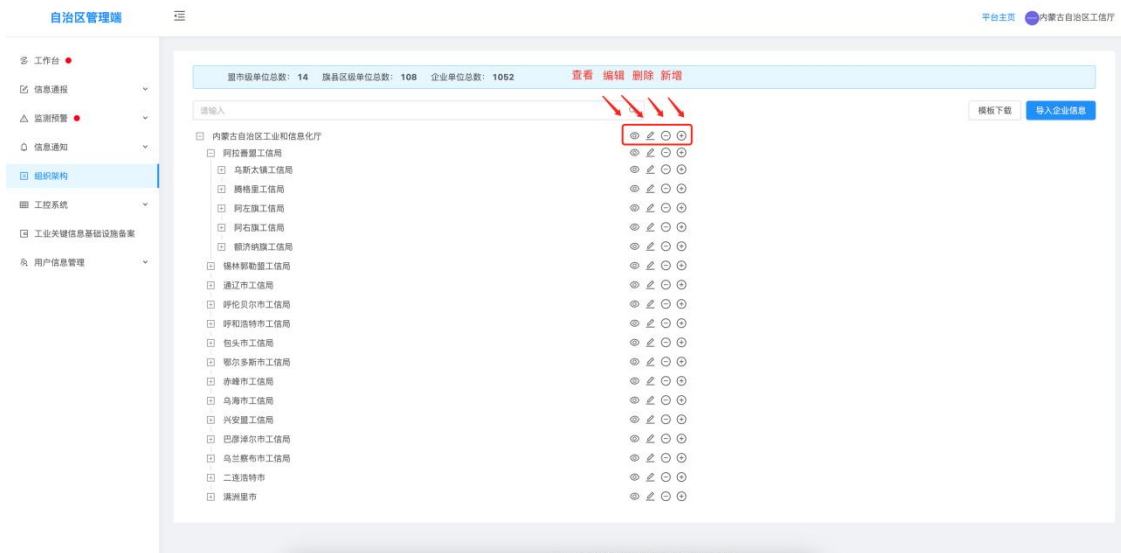 自治区管理端
平台主页 内蒙古自治区工信厅
工作台
信息通报
监测预警
信息通知
组织架构
工控系统
工业关键信息基础设施备案
用户信息管理
盟市级单位总数： 14 旗县区级单位总数： 108 企业单位总数： 1052
查看 编辑 删除 新增
请输入
模板下载 导入企业信息
内蒙古自治区工业和信息化厅
阿拉善盟工信局
乌斯太镇工信局
腾格里工信局
阿左旗工信局
阿右旗工信局
额济纳旗工信局
锡林郭勒盟工信局
通辽市工信局
呼伦贝尔市工信局
呼和浩特市工信局
包头市工信局
鄂尔多斯市工信局
赤峰市工信局
乌海市工信局
兴安盟工信局
巴彦淖尔市工信局
乌兰察布市工信局
二连浩特市
满洲里市